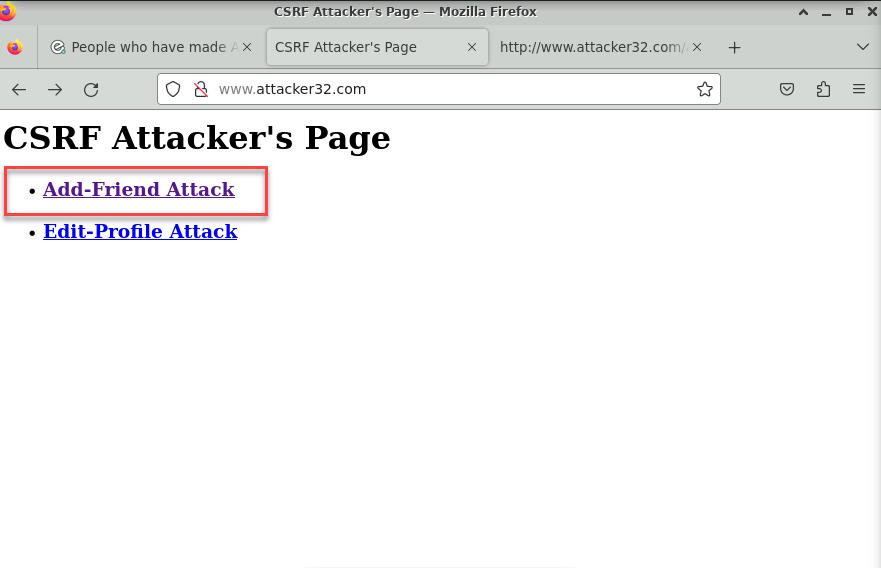 CSRF Attacker's Page — Mozilla Firefox
People who have made A
CSRF Attacker's Page
http://www.attacker32.com/
www.attacker32.com
CSRF Attacker's Page
• Add-Friend Attack
• Edit-Profile Attack